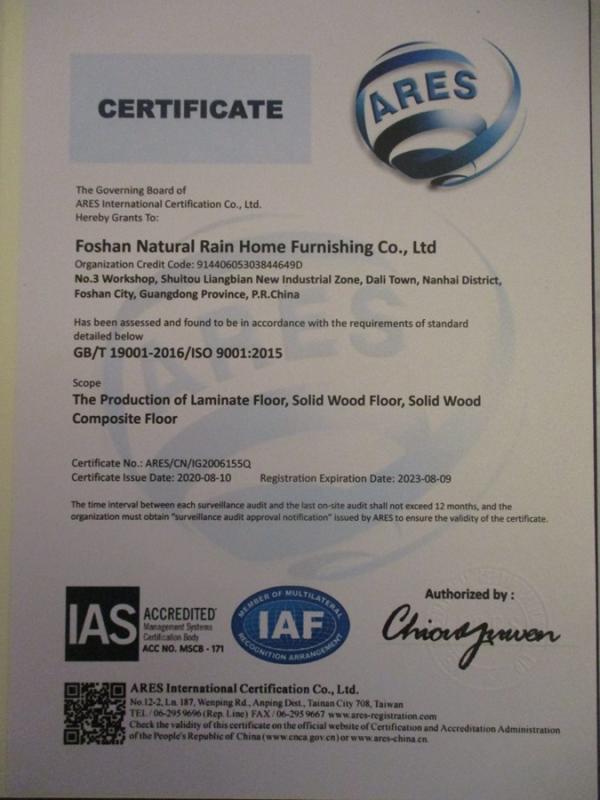 CERTIFICATE
ARES
The Governing Board of
ARES International Certification Co., Ltd.
Hereby Grants To:
Foshan Natural Rain Home Furnishing Co., Ltd
Organization Credit Code: 91440605303844649D
No.3 Workshop, Shuitou Liangbian New Industrial Zone, Dali Town, Nanhai District,
Foshan City, Guangdong Province, P.R.China
Has been assessed and found to be in accordance with the requirements of standard
detailed below
GB/T 19001-2016/ISO 9001:2015
Scope
The Production of Laminate Floor, Solid Wood Floor, Solid Wood
Composite Floor
Certificate No.: ARES/CN/IG2006155Q
Certificate Issue Date: 2020-08-10 Registration Expiration Date: 2023-08-09
The time interval between each surveillance audit and the last on-site audit shall not exceed 12 months, and the
organization must obtain "surveillance audit approval notification" issued by ARES to ensure the validity of the certificate.
IAS ACCREDITED
Management Systems
Certification Body
ACC NO. MSCB - 171
MEMBER OF MULTILATERAL
IAF
RECOGNITION ARRANGEMENT
Authorized by :
ARES International Certification Co., Ltd.
No.12-2, Ln. 187, Wenping Rd., Anping Dist., Tainan City 708, Taiwan
TEL / 06-295 9696 (Rep. Line) FAX / 06-295 9667 www.ares-registration.com
Check the validity of this certificate on the official website of Certification and Accreditation Administration
of the People's Republic of China (www.cnca.gov.cn) or www.ares-china.cn.